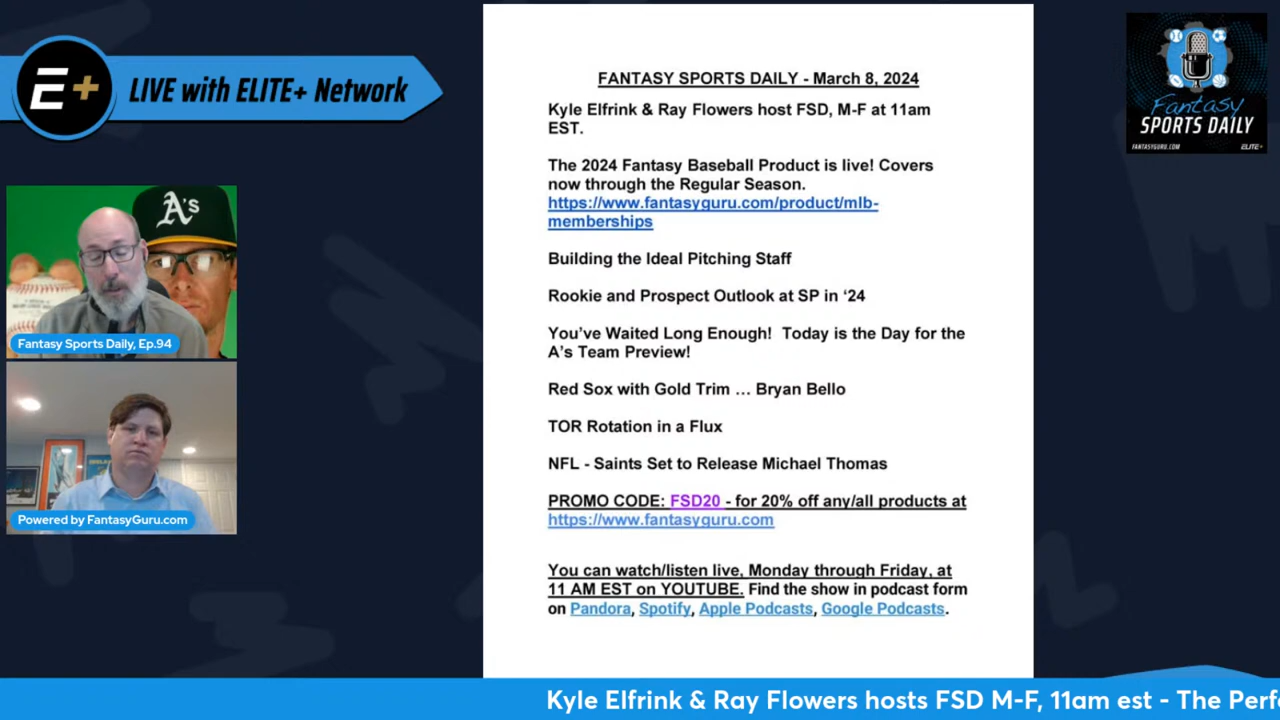 E+
LIVE with ELITE+ Network
A's
Fantasy Sports Daily, Ep.94
Powered by FantasyGuru.com
FANTASY SPORTS DAILY - March 8, 2024
Kyle Elfrink & Ray Flowers host FSD, M-F at 11am
EST.
The 2024 Fantasy Baseball Product is live! Covers
now through the Regular Season.
https://www.fantasyguru.com/product/mlb-
memberships
Building the Ideal Pitching Staff
Rookie and Prospect Outlook at SP in ‘24
You’ve Waited Long Enough! Today is the Day for the
A’s Team Preview!
Red Sox with Gold Trim … Bryan Bello
TOR Rotation in a Flux
NFL - Saints Set to Release Michael Thomas
PROMO CODE: FSD20 - for 20% off any/all products at
https://www.fantasyguru.com
You can watch/listen live, Monday through Friday, at
11 AM EST on YOUTUBE. Find the show in podcast form
on Pandora, Spotify, Apple Podcasts, Google Podcasts.
Fantasy
SPORTS DAILY
FANTASYGURU.COM ELITE+
Kyle Elfrink & Ray Flowers hosts FSD M-F, 11am est - The Perf